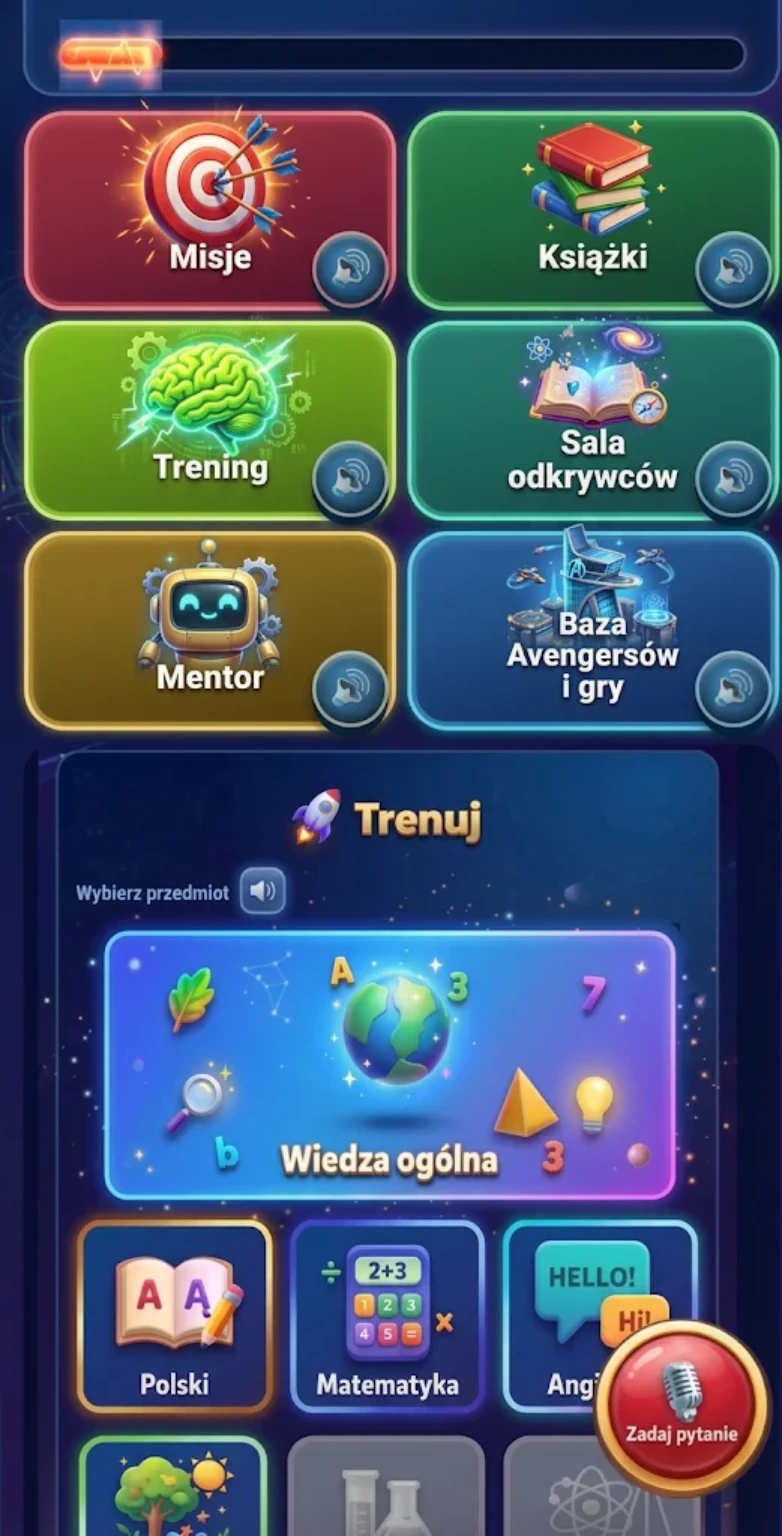 Misje
Książki
Trening
Sala
odkrywców
Mentor
Baza
Avengersów
i gry
Trenuj
Wybierz przedmiot
A
3
7
b
Wiedza ogólna
3
A Ą
Polski
÷ 2+3
1 2 3
4 5 =
×
Matematyka
HELLO!
Hi!
Angi
Zadaj pytanie